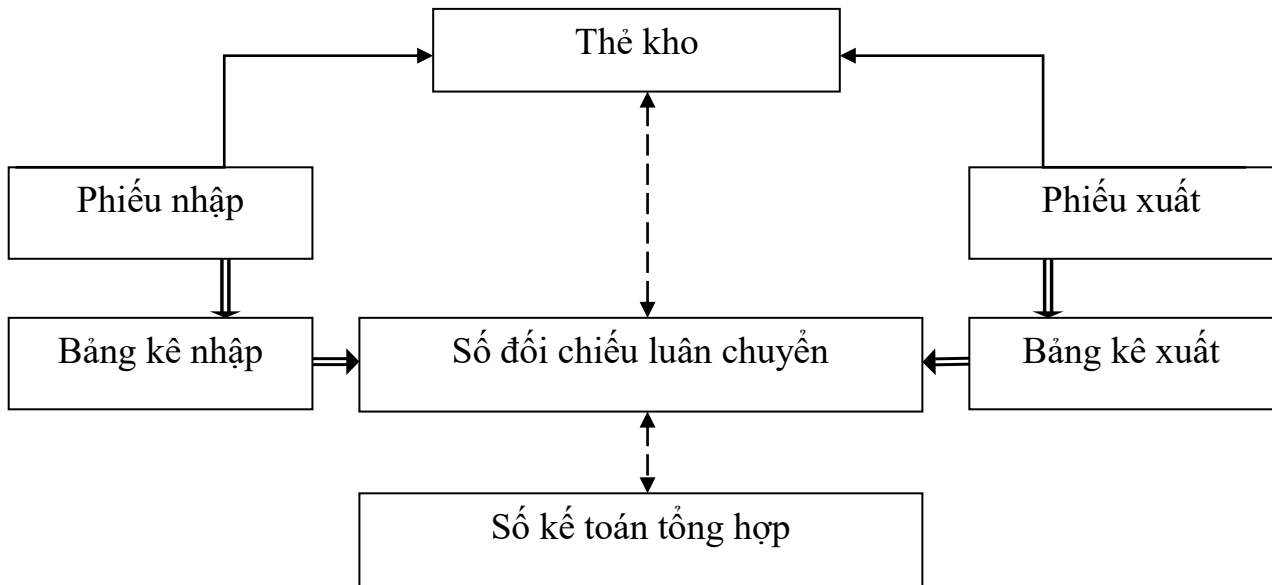 Thẻ kho
Phiếu nhập
Phiếu xuất
Bảng kê nhập
Số đối chiếu luân chuyển
Bảng kê xuất
Số kế toán tổng hợp